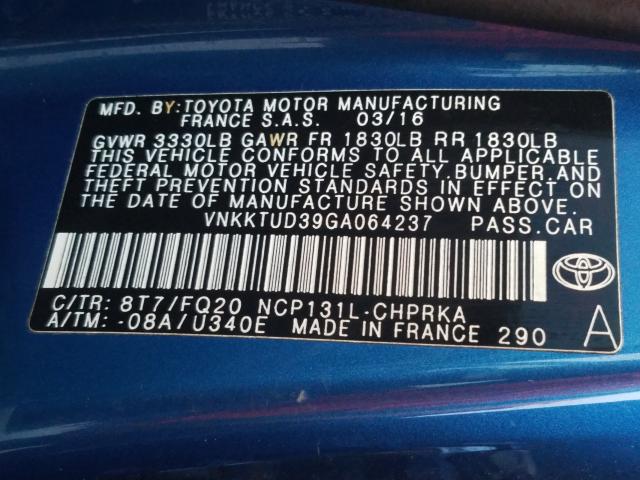 MFD. BY:TOYOTA MOTOR MANUFACTURING
FRANCE S.A.S. 03/16
GVWR 3330LB GAWR FR 1830LB RR 1830LB
THIS VEHICLE CONFORMS TO ALL APPLICABLE
FEDERAL MOTOR VEHICLE SAFETY,BUMPER,AND
THEFT PREVENTION STANDARDS IN EFFECT ON
THE DATE OF MANUFACTURE SHOWN ABOVE.
VNKKTUD39GA064237 PASS.CAR
C/TR: 8T7/FQ20 NCP131L-CHPRKA
A/TM: -08A/U340E MADE IN FRANCE 290
TOYOTA
A